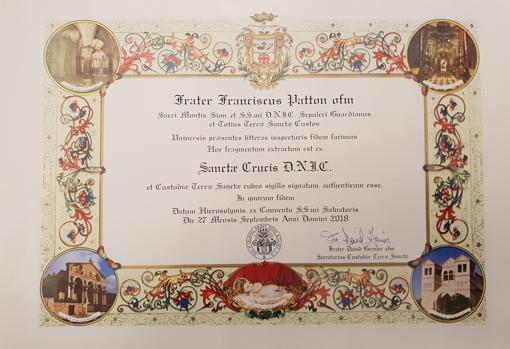 Frater Franciscus Patton ofm
Sacri Montis Sion et S.S.mi D.N.I.C. Sepulcri Guardianus
et Totius Terræ Sanctæ Custos
Universis præsentes litteras inspecturis fidem facimus
Hoc fragmentum extractum est ex
Sanctæ Crucis D.N.I.C.
et Custodiæ Terræ Sanctæ rubro sigillo signatum, authenticum esse.
In quorum fidem
Datum Hierosolymis, ex Conventu S.S.mi Salvatoris
Die 27 Mensis Septembris Anni Domini 2018
Frater David Grenier ofm
Secretarius Custodiæ Terræ Sanctæ